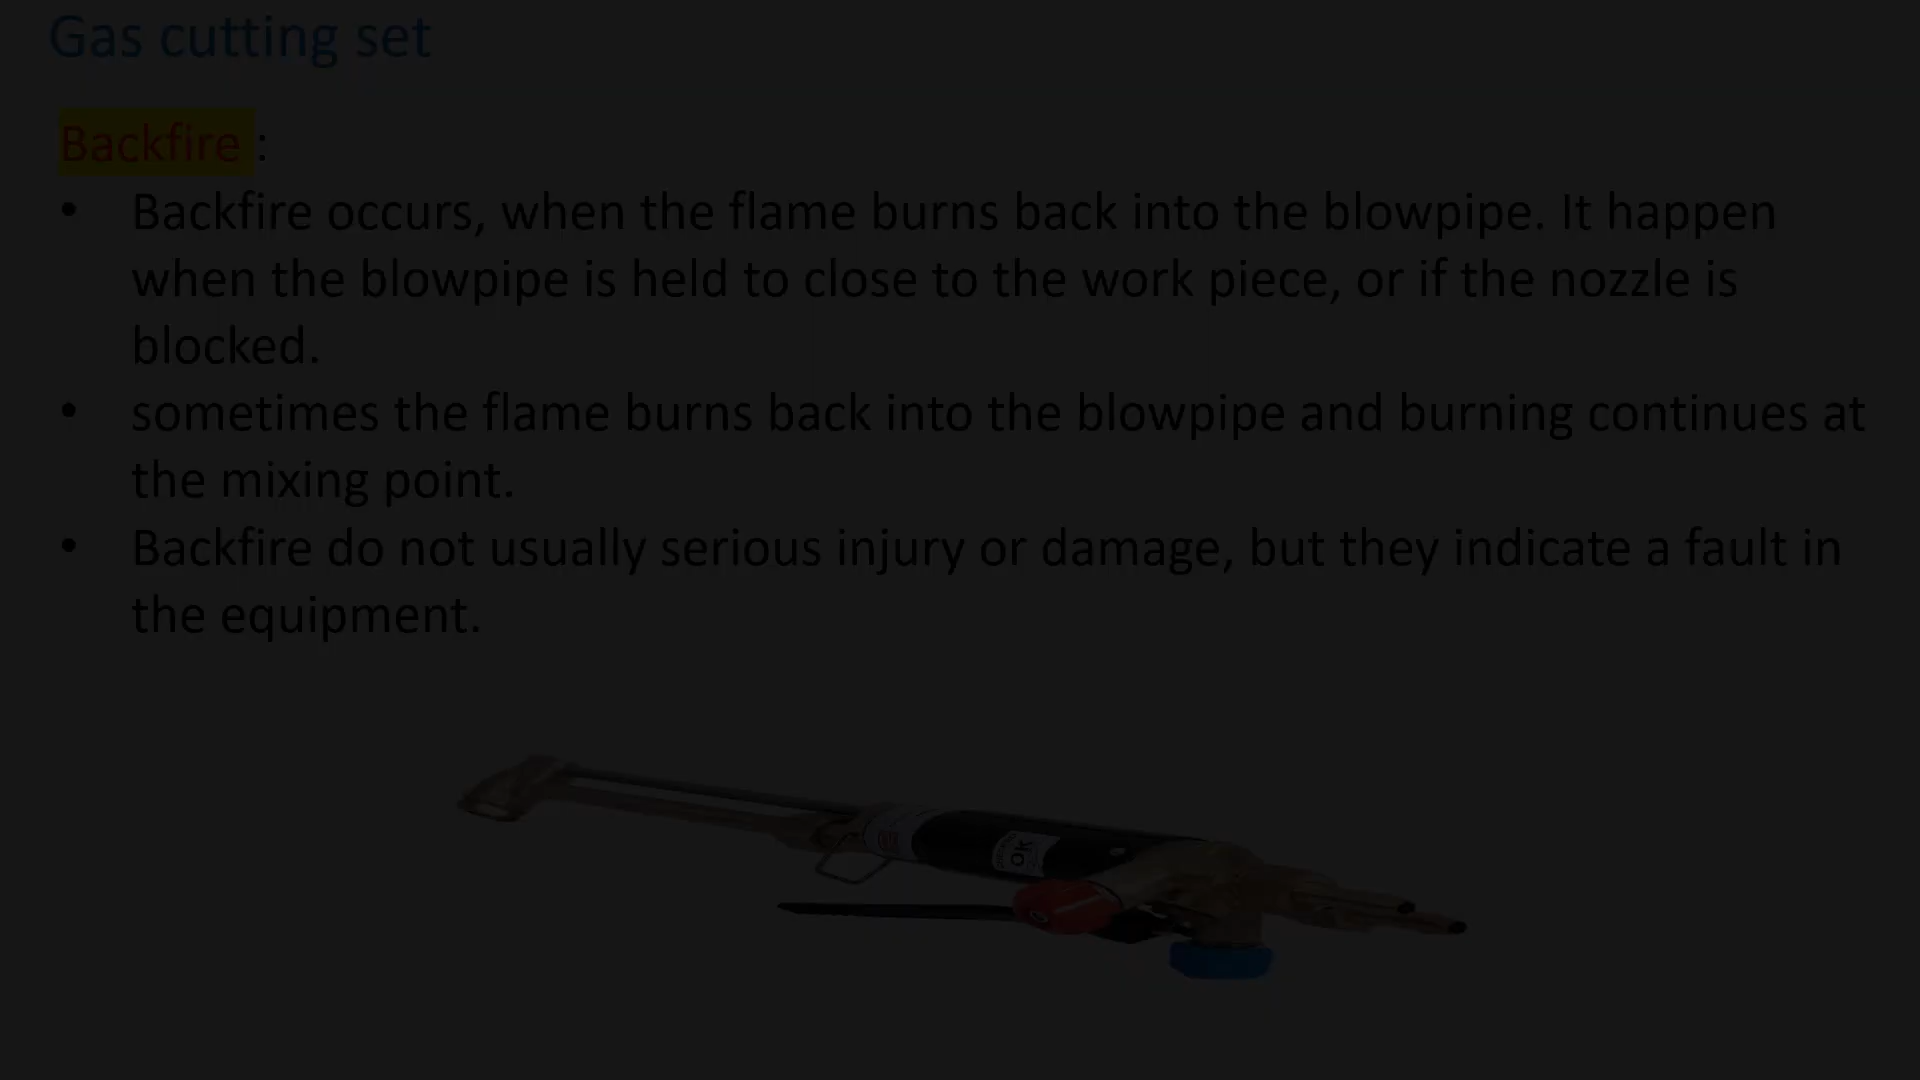 Gas cutting set
Backfire :
• Backfire occurs, when the flame burns back into the blowpipe. It happen
when the blowpipe is held to close to the work piece, or if the nozzle is
blocked.
• sometimes the flame burns back into the blowpipe and burning continues at
the mixing point.
• Backfire do not usually serious injury or damage, but they indicate a fault in
the equipment.
OK